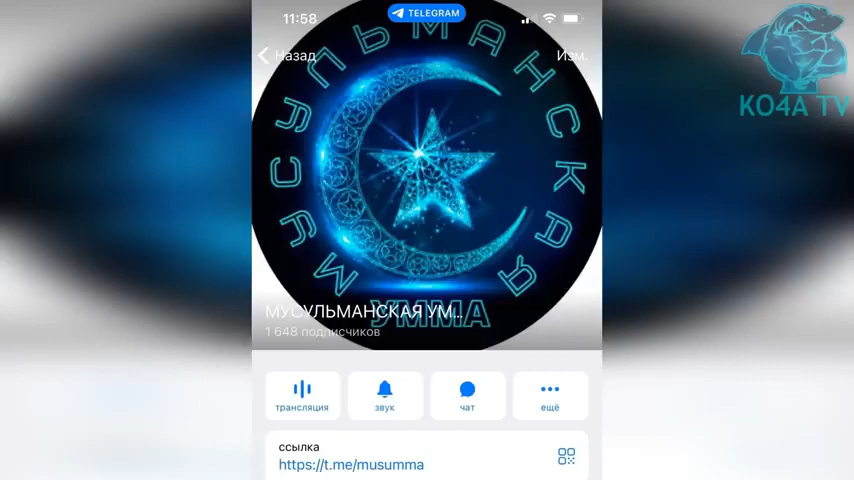 11:58
TELEGRAM
Назад
Изм.
МУСУЛЬМАНСКАЯ
УММА
KO4A TV
МУСУЛЬМАНСКАЯ УМ...
1 648 подписчиков
трансляция
звук
чат
ещё
ссылка
https://t.me/musumma